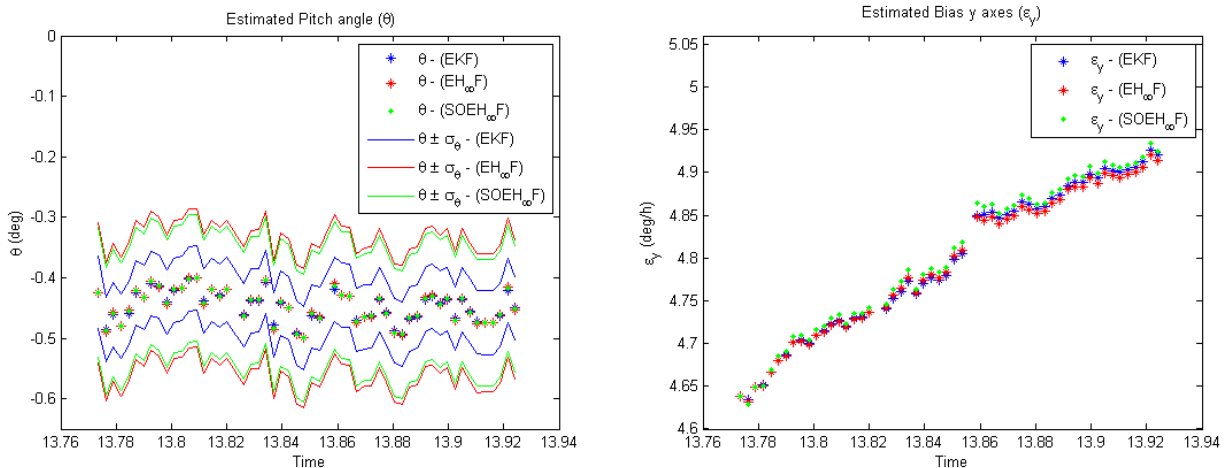 Estimated Pitch angle (θ)
0
-0.1
-0.2
-0.3
-0.4
-0.5
-0.6
θ (deg)
13.76 13.78 13.8 13.82 13.84 13.86 13.88 13.9 13.92 13.94
Time
θ - (EKF)
θ - (EH∞F)
θ - (SOEH∞F)
θ ± σθ - (EKF)
θ ± σθ - (EH∞F)
θ ± σθ - (SOEH∞F)
Estimated Bias y axes (εy)
5.05
5
4.95
4.9
4.85
4.8
4.75
4.7
4.65
4.6
εy (deg/h)
13.76 13.78 13.8 13.82 13.84 13.86 13.88 13.9 13.92 13.94
Time
εy - (EKF)
εy - (EH∞F)
εy - (SOEH∞F)